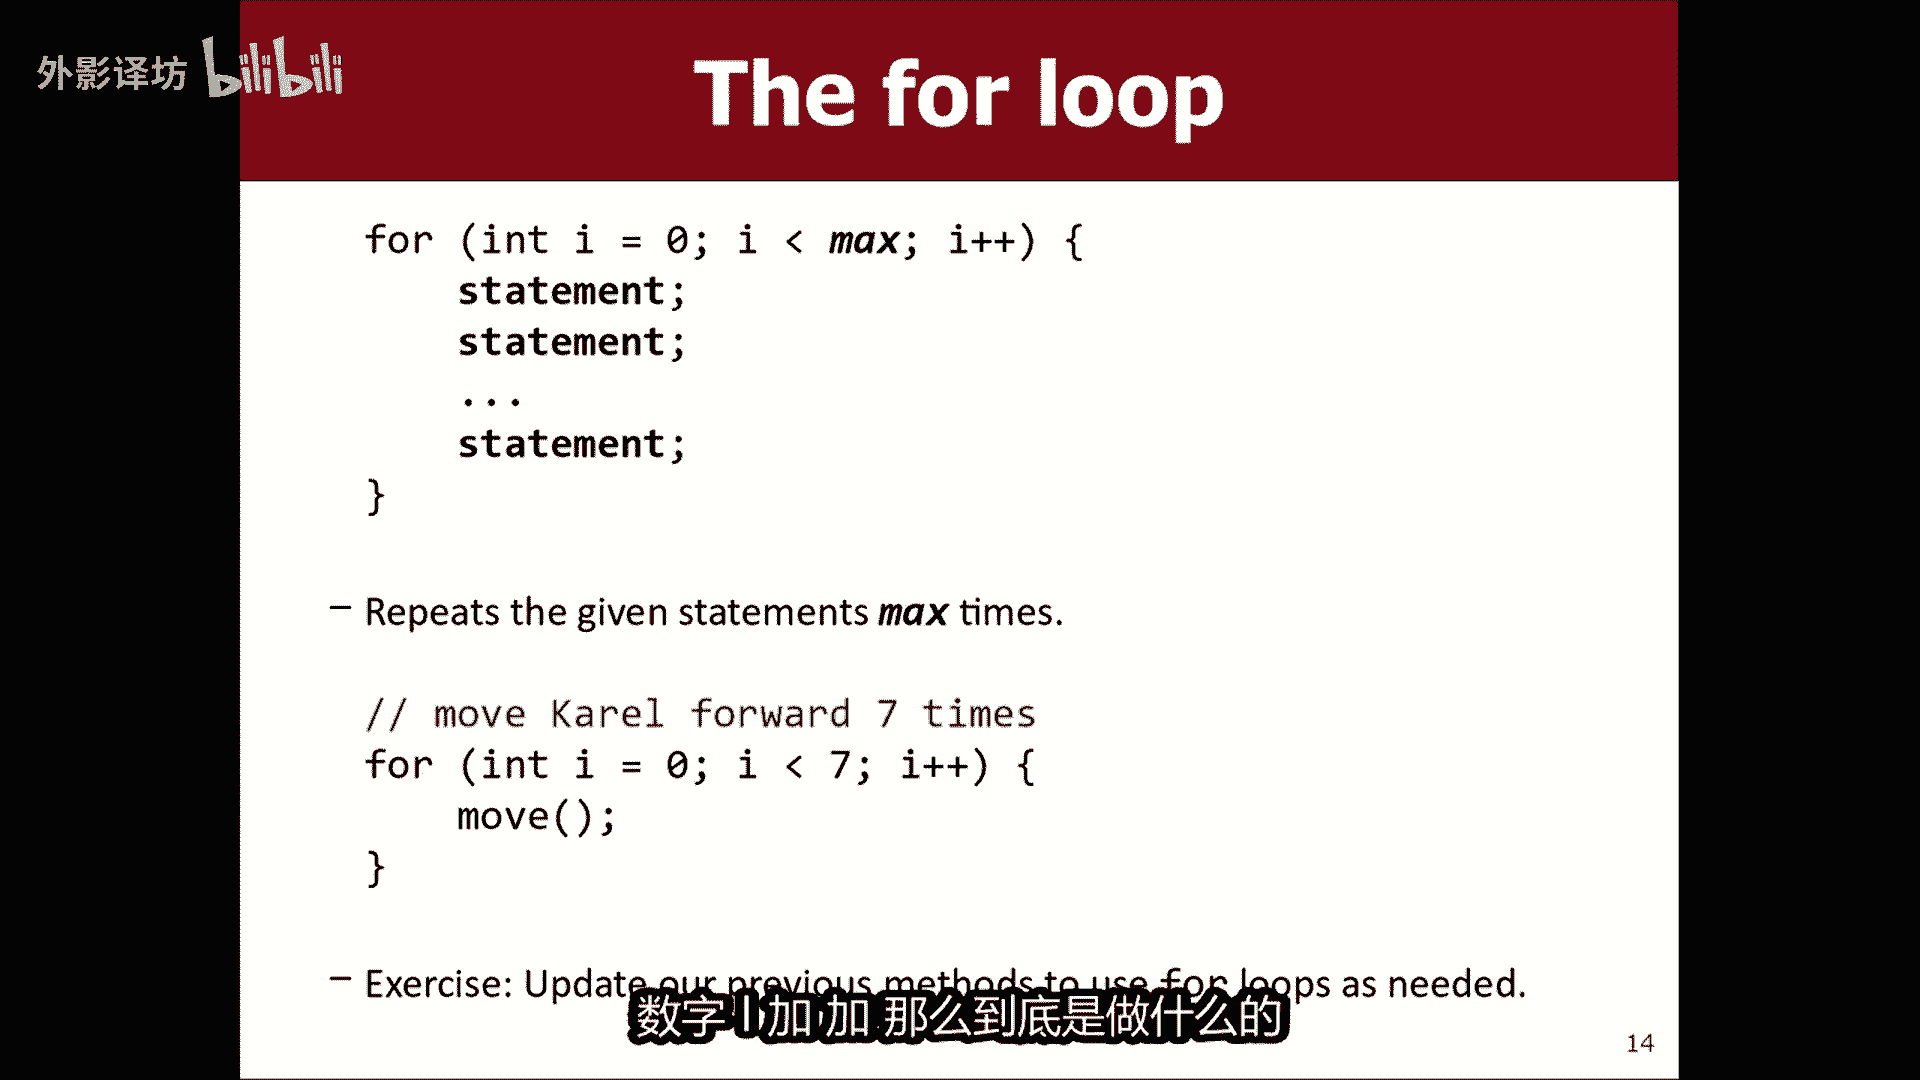 外影译坊 bilibili
The for loop
for (int i = 0; i < max; i++) {
    statement;
    statement;
    ...
    statement;
}
– Repeats the given statements max times.
// move Karel forward 7 times
for (int i = 0; i < 7; i++) {
    move();
}
– Exercise: Update our previous methods to use for loops as needed.
数字 I 加 加 那么到底是做什么的
14